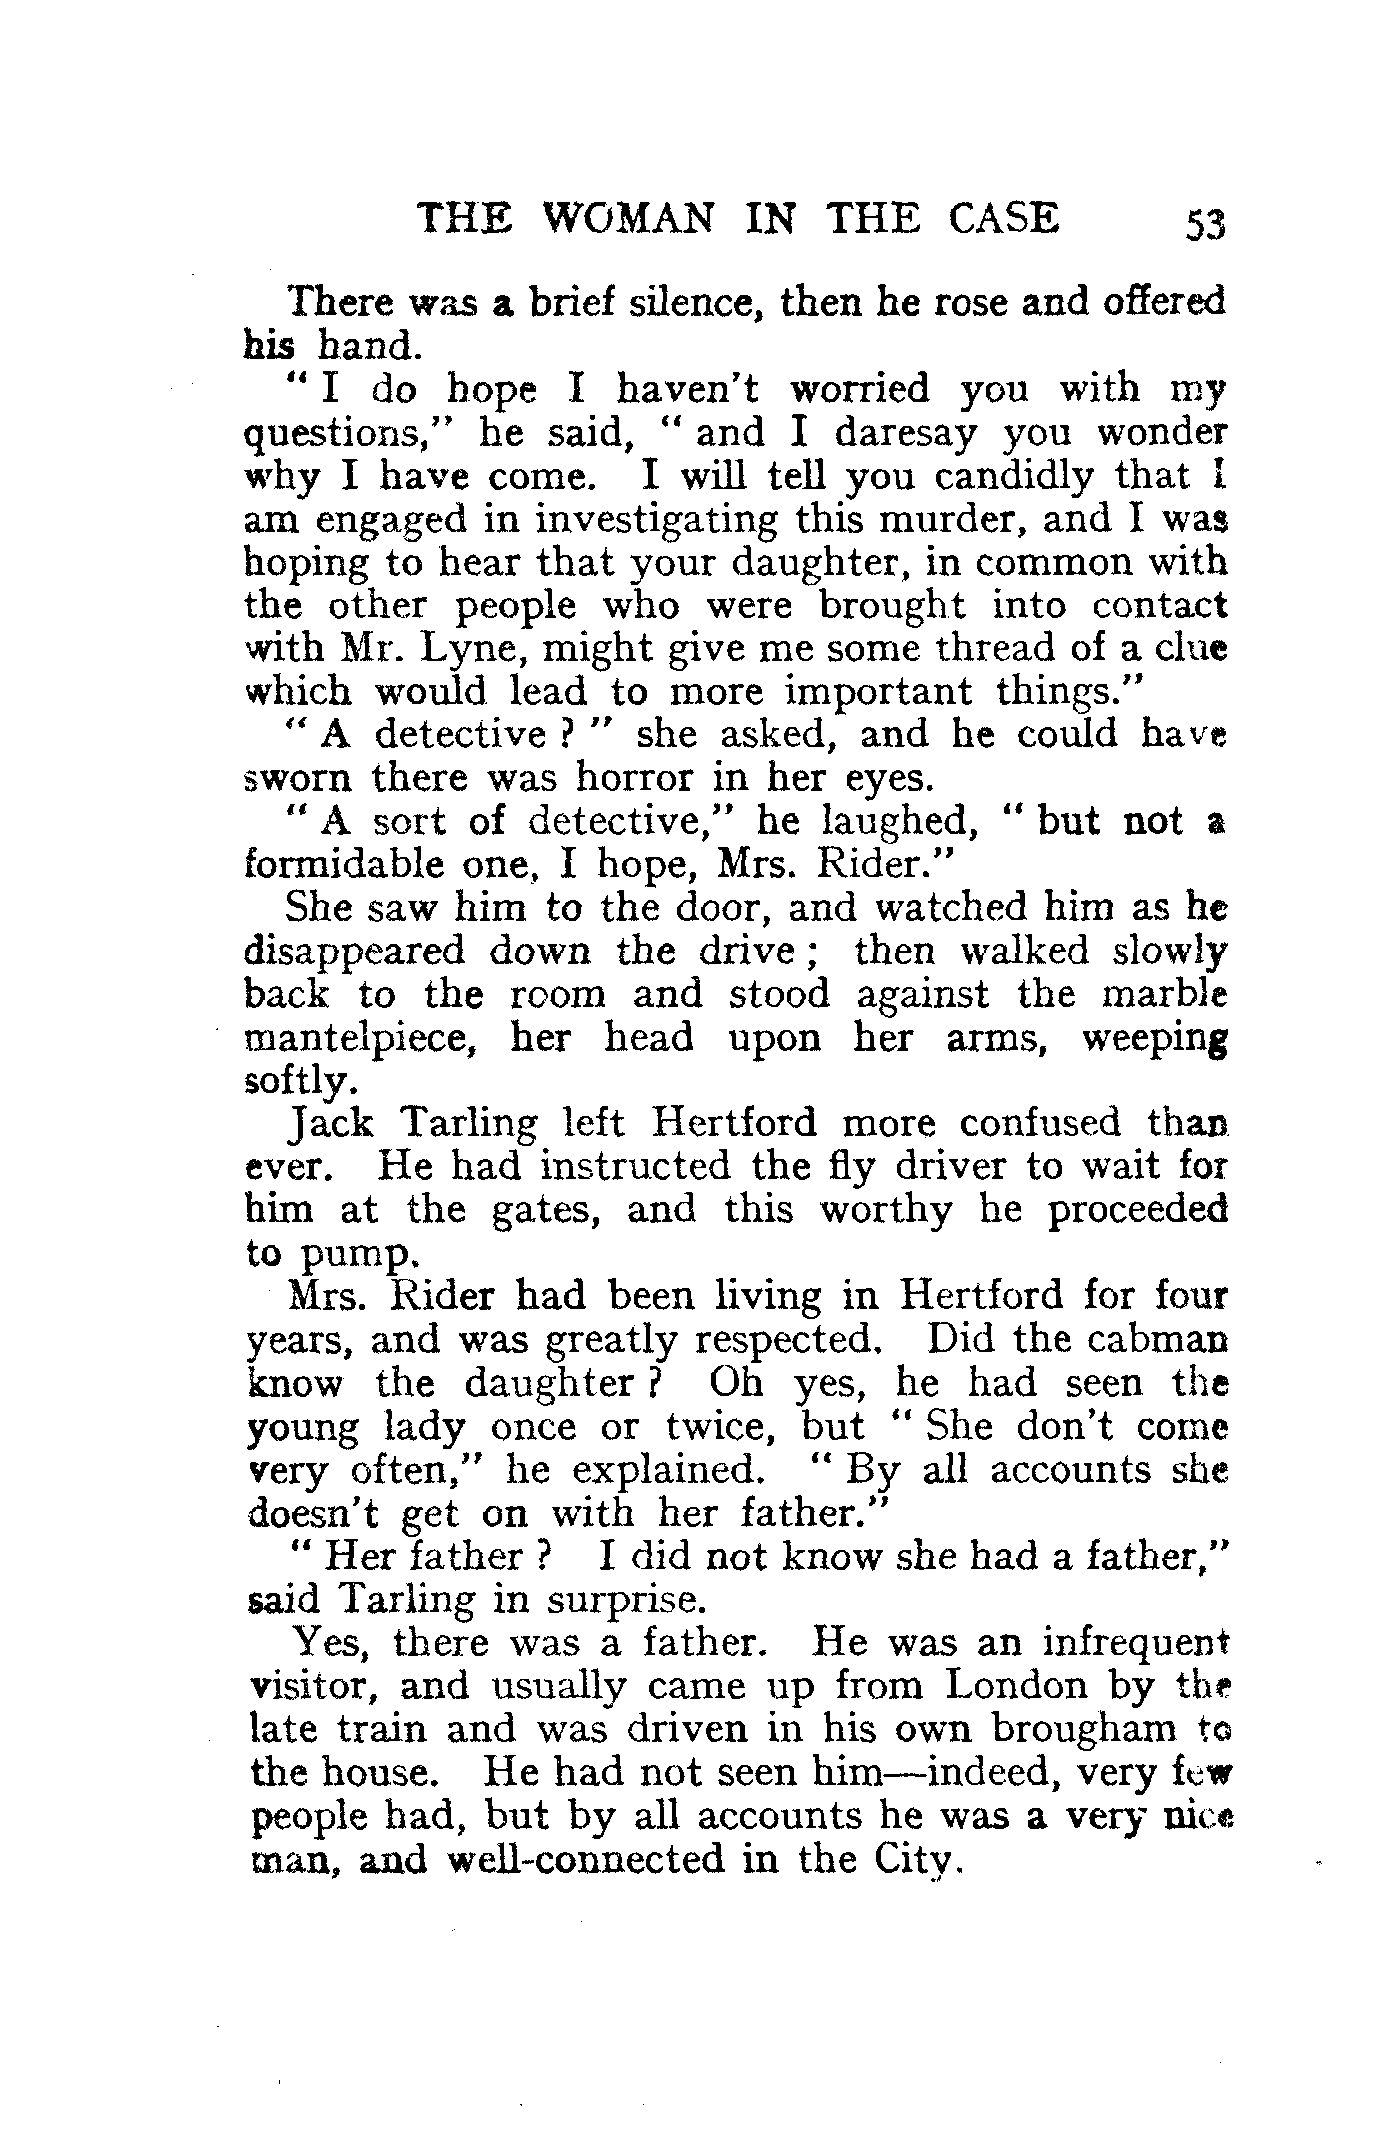 THE WOMAN IN THE CASE 53
There was a brief silence, then he rose and offered
his hand.
" I do hope I haven't worried you with my
questions," he said, " and I daresay you wonder
why I have come. I will tell you candidly that I
am engaged in investigating this murder, and I was
hoping to hear that your daughter, in common with
the other people who were brought into contact
with Mr. Lyne, might give me some thread of a clue
which would lead to more important things."
" A detective ? " she asked, and he could have
sworn there was horror in her eyes.
" A sort of detective," he laughed, " but not a
formidable one, I hope, Mrs. Rider."
She saw him to the door, and watched him as he
disappeared down the drive ; then walked slowly
back to the room and stood against the marble
mantelpiece, her head upon her arms, weeping
softly.
Jack Tarling left Hertford more confused than
ever. He had instructed the fly driver to wait for
him at the gates, and this worthy he proceeded
to pump.
Mrs. Rider had been living in Hertford for four
years, and was greatly respected. Did the cabman
know the daughter ? Oh yes, he had seen the
young lady once or twice, but " She don't come
very often," he explained. " By all accounts she
doesn't get on with her father."
" Her father ? I did not know she had a father,"
said Tarling in surprise.
Yes, there was a father. He was an infrequent
visitor, and usually came up from London by the
late train and was driven in his own brougham to
the house. He had not seen him—indeed, very few
people had, but by all accounts he was a very nice
man, and well-connected in the City.